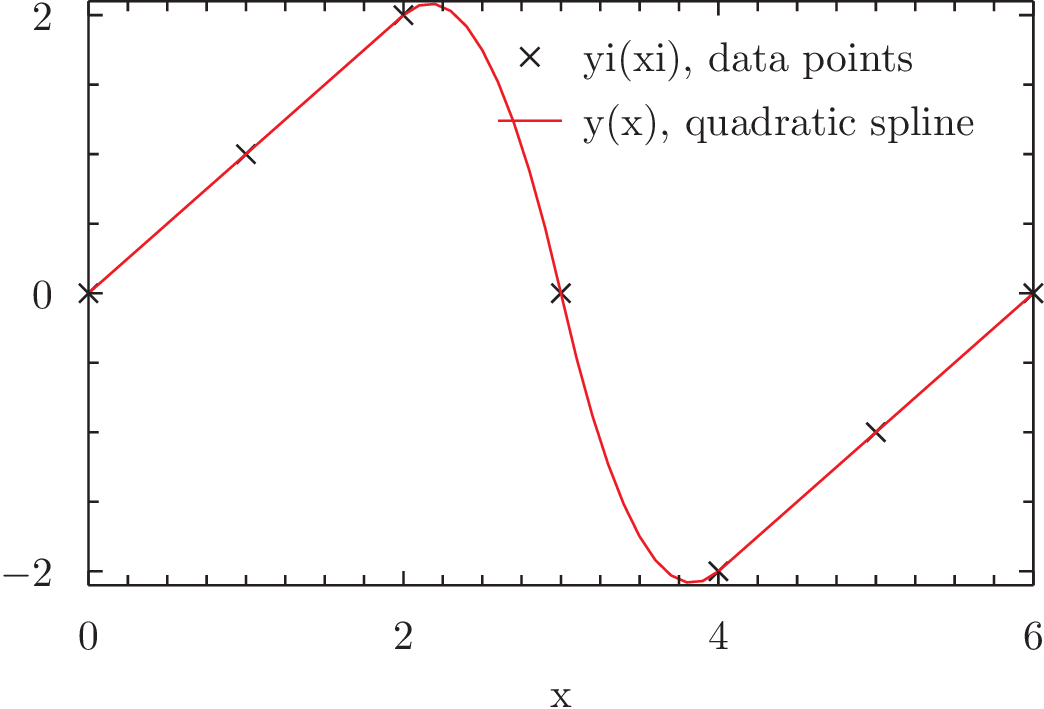 2
yi(xi), data points
y(x), quadratic spline
0
−2
0 2 4 6
x